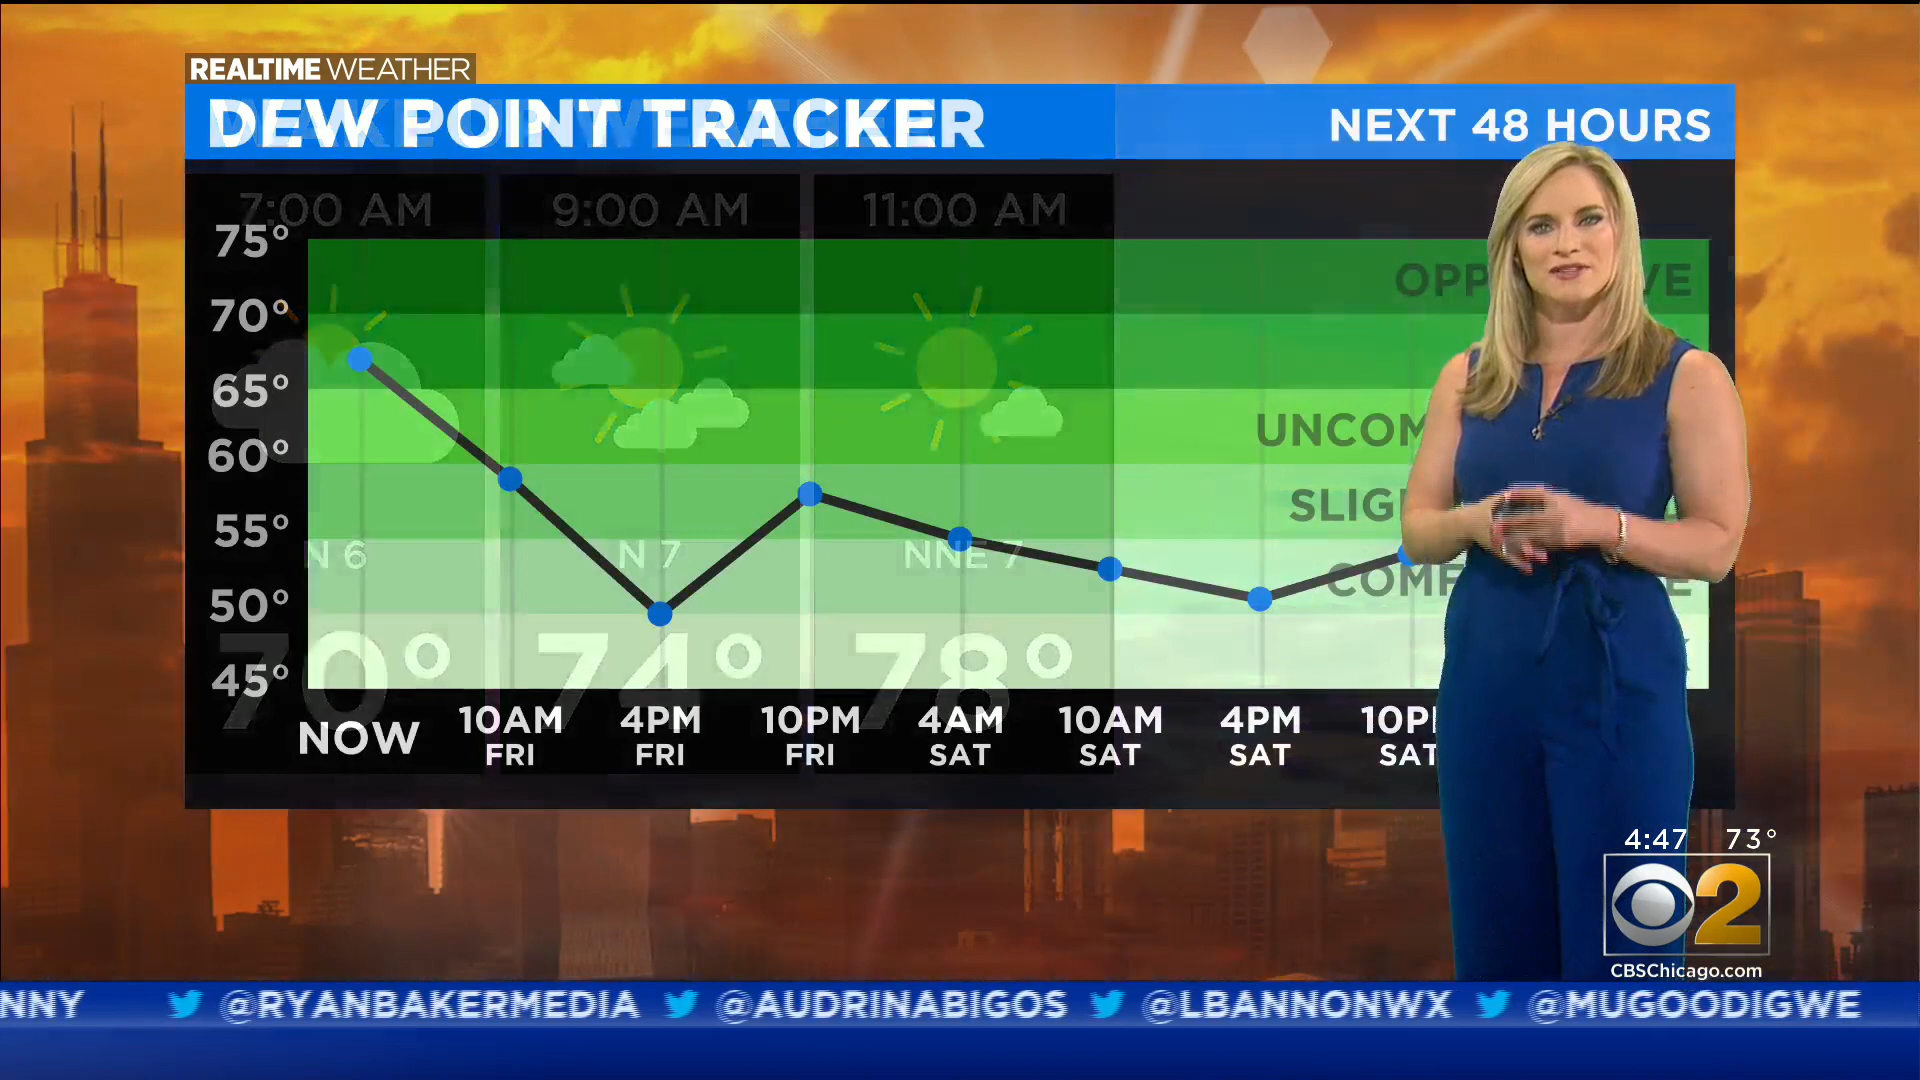 REALTIME WEATHER
DEW POINT TRACKER
NEXT 48 HOURS
7:00 AM 9:00 AM 11:00 AM
75°
70°
65°
60°
55°
50°
45°
N 6 N 7 NNE 7
70° 74° 78°
NOW
10AM FRI
4PM FRI
10PM FRI
4AM SAT
10AM SAT
4PM SAT
SAT
4:47 73°
2
CBSChicago.com
@RYANBAKERMEDIA @AUDRINABIGOS @LBANNONWX @MUGOODIGWE